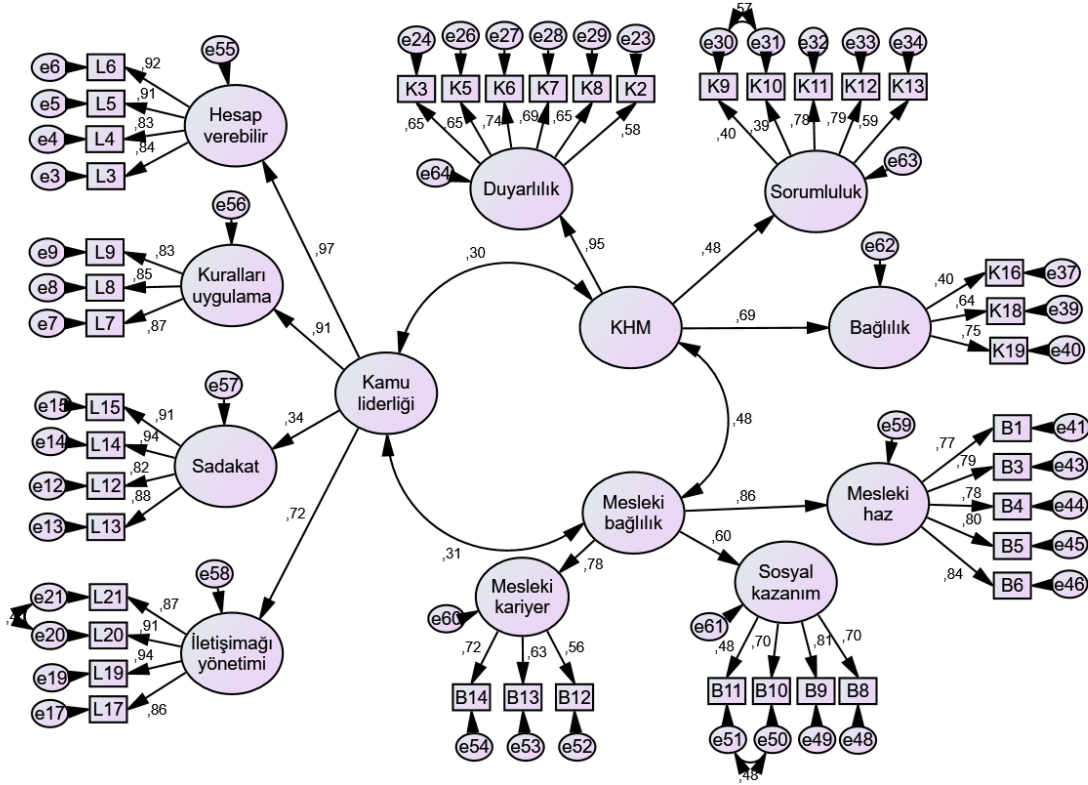 e55
e6 L6 ,92
e5 L5 ,91
e4 L4 ,83
e3 L3 ,84
Hesap
verebilir
,97
e56
e9 L9 ,83
e8 L8 ,85
e7 L7 ,87
Kuralları
uygulama
,91
e57
e15 L15 ,91
e14 L14 ,94
e12 L12 ,82
e13 L13 ,88
Sadakat
,34
e58
e21 L21 ,87
e20 L20 ,91
e19 L19 ,94
e17 L17 ,86
İletişimağı
yönetimi
,72
Kamu
liderliği
,30
,31
,48
e24 e26 e27 e28 e29 e23
K3 K5 K6 K7 K8 K2
,65 ,65 ,74 ,69 ,65 ,58
e64
Duyarlılık
,95
,57
e30 e31 e32 e33 e34
K9 K10 K11 K12 K13
,40 ,39 ,78 ,79 ,59
e63
Sorumluluk
,48
KHM
,69
e62
Bağlılık
,40 K16 e37
,64 K18 e39
,75 K19 e40
Mesleki
bağlılık
,86
e59
Mesleki
haz
,77 B1 e41
,79 B3 e43
,78 B4 e44
,80 B5 e45
,84 B6 e46
,60
Sosyal
kazanım
e61
,48 ,70 ,81 ,70
B11 B10 B9 B8
e51 e50 e49 e48
,48
,78
Mesleki
kariyer
e60
,72 ,63 ,56
B14 B13 B12
e54 e53 e52